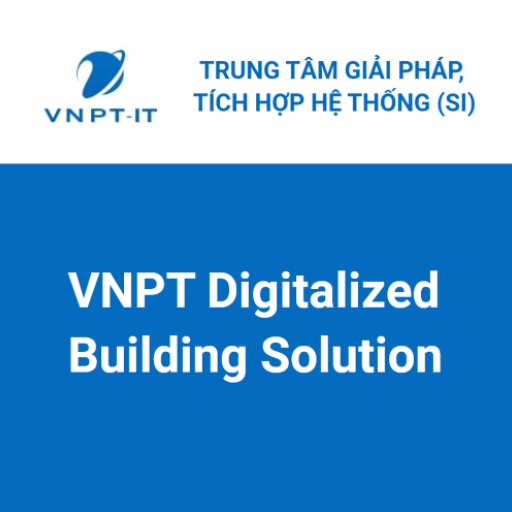 VNPT-IT
TRUNG TÂM GIẢI PHÁP,
TÍCH HỢP HỆ THỐNG (SI)
VNPT Digitalized
Building Solution